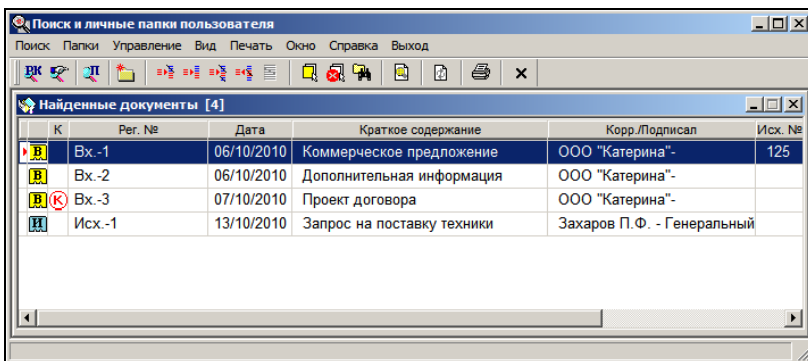 Поиск и личные папки пользователя
Поиск Папки Управление Вид Печать Окно Справка Выход
РК 2Л
Найденные документы [4]
К Рег. № Дата Краткое содержание Корр./Подписал Исх. №
В Вх.-1 06/10/2010 Коммерческое предложение ООО "Катерина"- 125
В Вх.-2 06/10/2010 Дополнительная информация ООО "Катерина"-
В К Вх.-3 07/10/2010 Проект договора ООО "Катерина"-
И Исх.-1 13/10/2010 Запрос на поставку техники Захаров П.Ф. - Генеральный